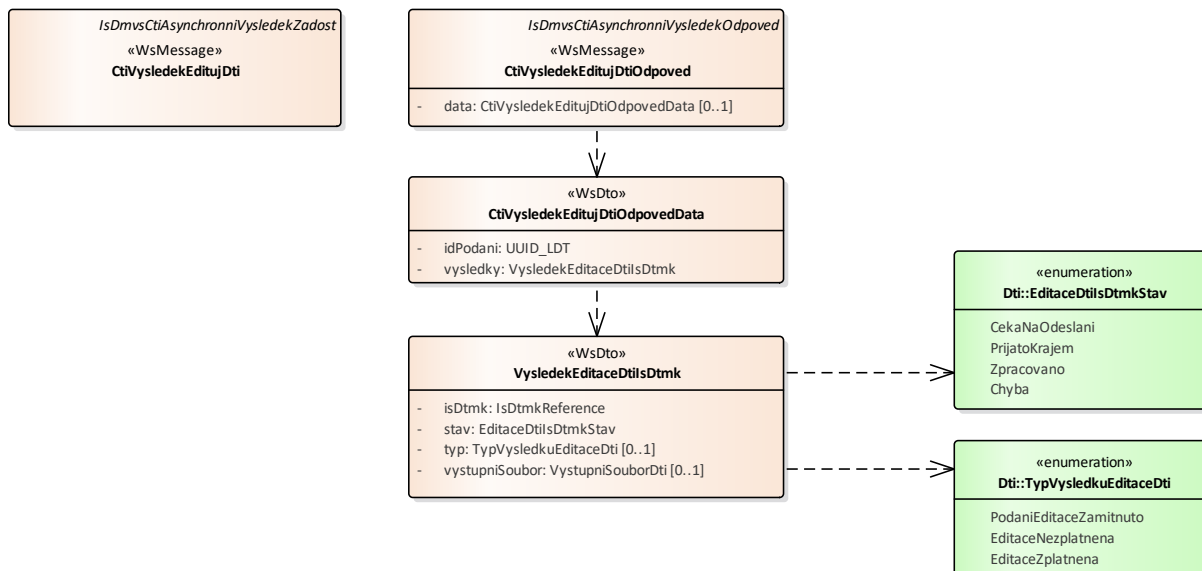 IsDmvsCtiAsynchronniVysledekZadost
«WsMessage»
CtiVysledekEditujDti
IsDmvsCtiAsynchronniVysledekOdpoved
«WsMessage»
CtiVysledekEditujDtiOdpoved
- data: CtiVysledekEditujDtiOdpovedData [0..1]
«WsDto»
CtiVysledekEditujDtiOdpovedData
- idPodani: UUID_LDT
- vysledky: VysledekEditaceDtiIsDtmk
«WsDto»
VysledekEditaceDtiIsDtmk
- isDtmk: IsDtmkReference
- stav: EditaceDtiIsDtmkStav
- typ: TypVysledkuEditaceDti [0..1]
- vystupniSoubor: VystupniSouborDti [0..1]
«enumeration»
Dti::EditaceDtiIsDtmkStav
CekaNaOdeslani
PrijatoKrajem
Zpracovano
Chyba
«enumeration»
Dti::TypVysledkuEditaceDti
PodaniEditaceZamitnuto
EditaceNezplatnena
EditaceZplatnena